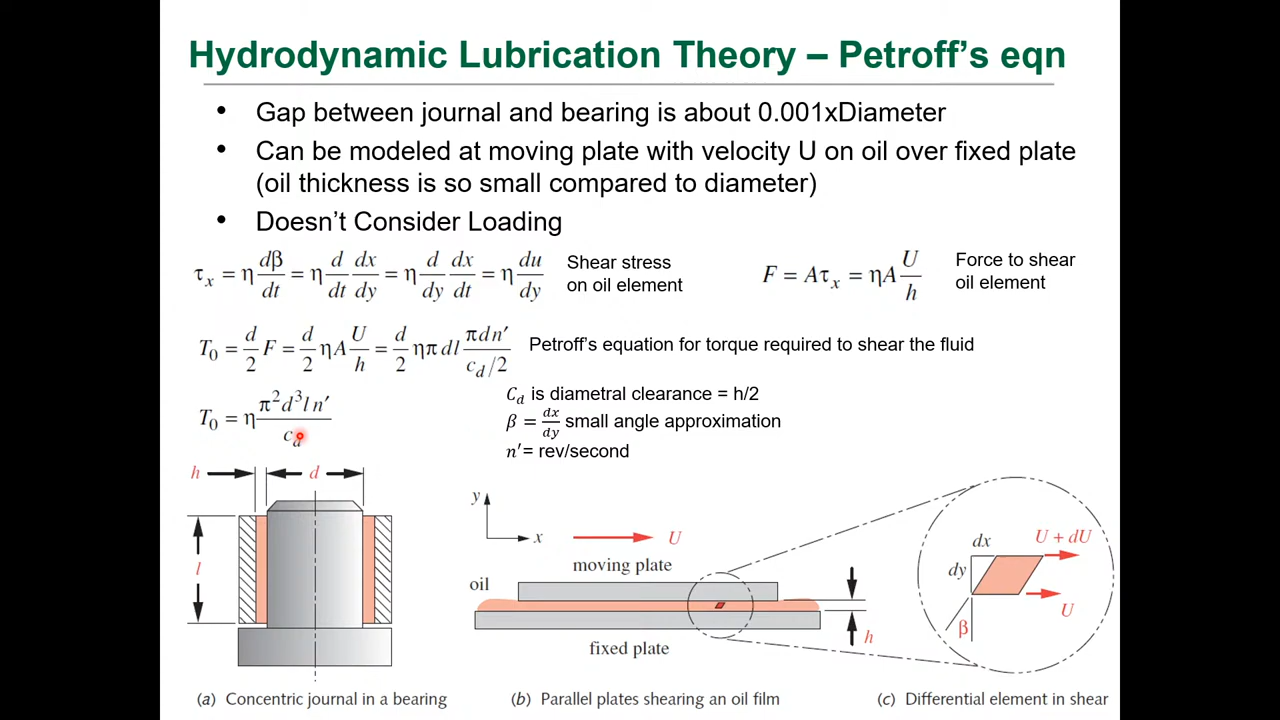 Hydrodynamic Lubrication Theory – Petroff's eqn
• Gap between journal and bearing is about 0.001xDiameter
• Can be modeled at moving plate with velocity U on oil over fixed plate
(oil thickness is so small compared to diameter)
• Doesn't Consider Loading
τₓ = η dβ/dt = η d/dt dx/dy = η d/dy dx/dt = η du/dy
Shear stress
on oil element
F = Aτₓ = ηA U/h
Force to shear
oil element
T₀ = d/2 F = d/2 ηA U/h = d/2 ηπ dl πdn′/(c_d/2)
Petroff's equation for torque required to shear the fluid
T₀ = η π²d³ln′/c_d
C_d is diametral clearance = h/2
β = dx/dy small angle approximation
n′= rev/second
h
d
l
(a) Concentric journal in a bearing
y
x
U
moving plate
oil
fixed plate
h
(b) Parallel plates shearing an oil film
dx
U + dU
dy
U
β
(c) Differential element in shear